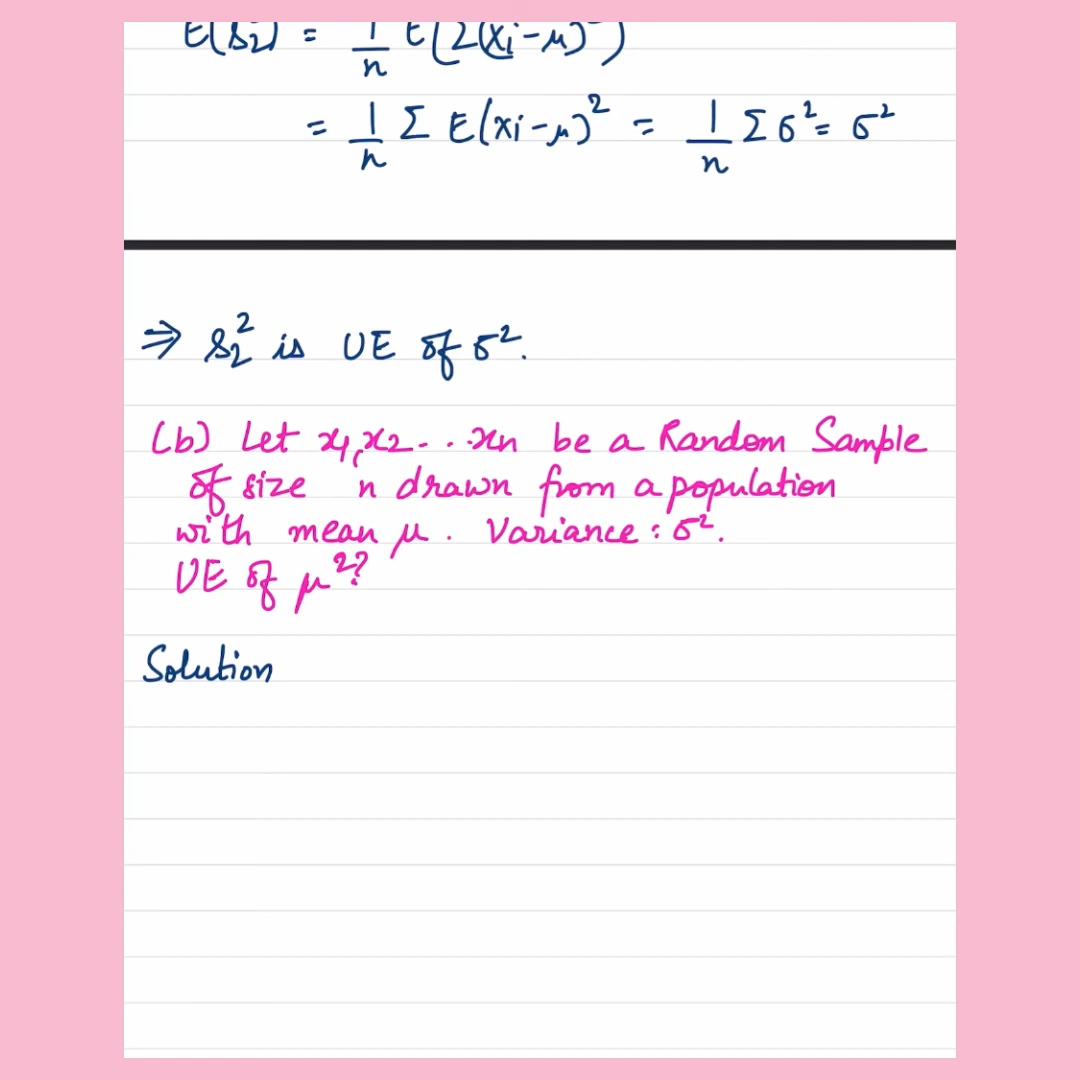 E(s₂²) = 1/n E(Σ(xi-μ)²)
= 1/n Σ E(xi-μ)² = 1/n Σσ² = σ²
⇒ s₂² is UE of σ².
(b) Let x1, x2 - . . xn be a Random Sample
of size n drawn from a population
with mean μ. Variance : σ².
UE of μ²?
Solution